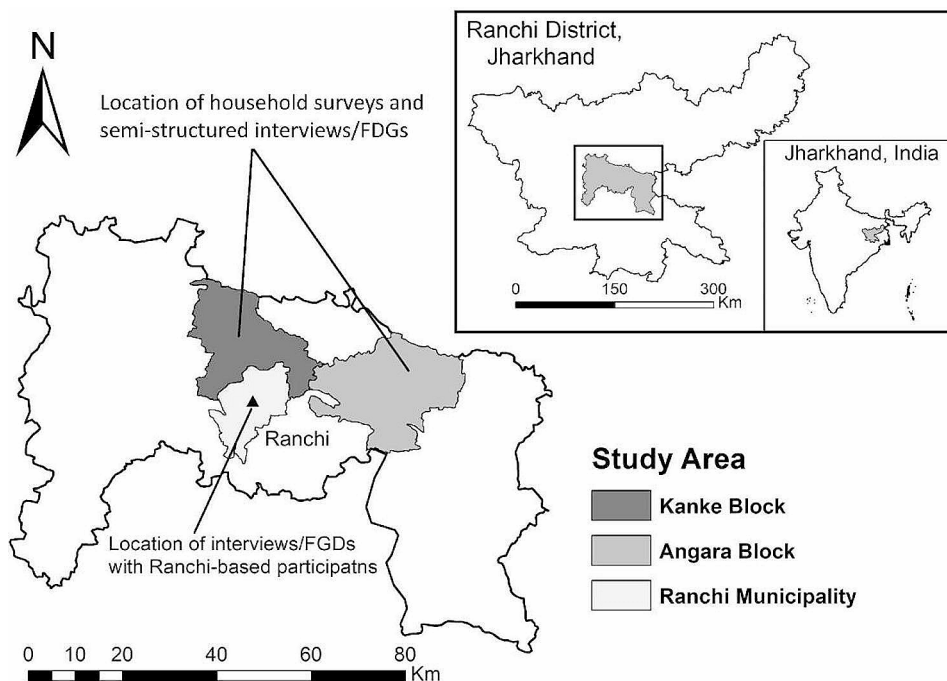 N
Location of household surveys and
semi-structured interviews/FDGs
Ranchi District,
Jharkhand
0 150 300
Km
Jharkhand, India
Ranchi
Location of interviews/FGDs
with Ranchi-based participatns
Study Area
Kanke Block
Angara Block
Ranchi Municipality
0 10 20 40 60 80
Km